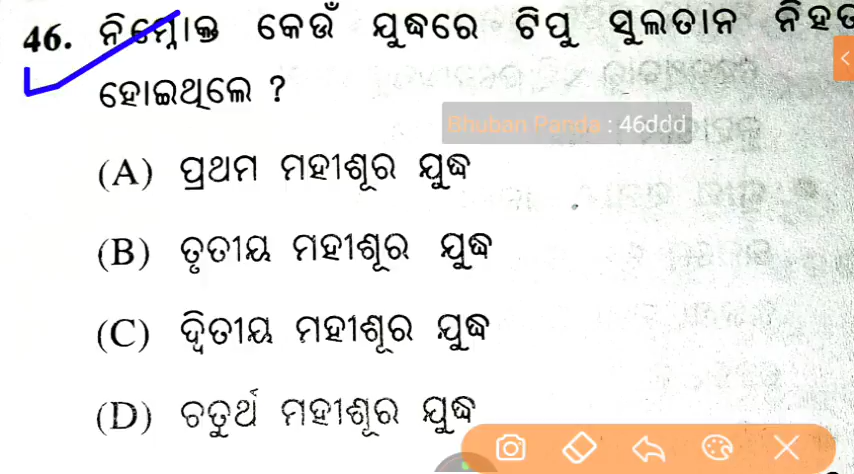 46. ନିମ୍ନୋକ୍ତ କେଉଁ ଯୁଦ୍ଧରେ ଟିପୁ ସୁଲତାନ ନିହତ
ହୋଇଥିଲେ ?
Bhuban Panda : 46ddd
(A) ପ୍ରଥମ ମହୀଶୂର ଯୁଦ୍ଧ
(B) ତୃତୀୟ ମହୀଶୂର ଯୁଦ୍ଧ
(C) ଦ୍ୱିତୀୟ ମହୀଶୂର ଯୁଦ୍ଧ
(D) ଚତୁର୍ଥ ମହୀଶୂର ଯୁଦ୍ଧ